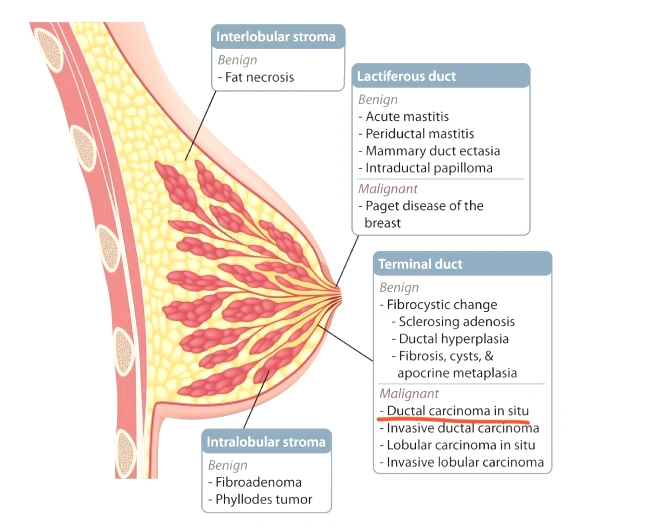 Interlobular stroma
Benign
- Fat necrosis
Lactiferous duct
Benign
- Acute mastitis
- Periductal mastitis
- Mammary duct ectasia
- Intraductal papilloma
Malignant
- Paget disease of the
breast
Terminal duct
Benign
- Fibrocystic change
- Sclerosing adenosis
- Ductal hyperplasia
- Fibrosis, cysts, &
apocrine metaplasia
Malignant
- Ductal carcinoma in situ
- Invasive ductal carcinoma
- Lobular carcinoma in situ
- Invasive lobular carcinoma
Intralobular stroma
Benign
- Fibroadenoma
- Phyllodes tumor